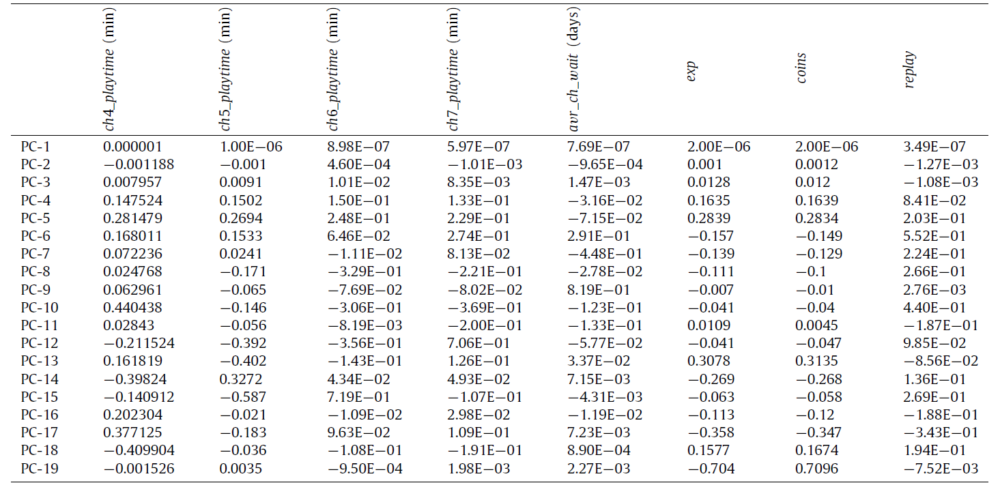 ch4_playtime (min) ch5_playtime (min) ch6_playtime (min) ch7_playtime (min) avr_ch_wait (days) exp coins replay
PC-1 0.000001 1.00E−06 8.98E−07 5.97E−07 7.69E−07 2.00E−06 2.00E−06 3.49E−07
PC-2 −0.001188 −0.001 4.60E−04 −1.01E−03 −9.65E−04 0.001 0.0012 −1.27E−03
PC-3 0.007957 0.0091 1.01E−02 8.35E−03 1.47E−03 0.0128 0.012 −1.08E−03
PC-4 0.147524 0.1502 1.50E−01 1.33E−01 −3.16E−02 0.1635 0.1639 8.41E−02
PC-5 0.281479 0.2694 2.48E−01 2.29E−01 −7.15E−02 0.2839 0.2834 2.03E−01
PC-6 0.168011 0.1533 6.46E−02 2.74E−01 2.91E−01 −0.157 −0.149 5.52E−01
PC-7 0.072236 0.0241 −1.11E−02 8.13E−02 −4.48E−01 −0.139 −0.129 2.24E−01
PC-8 0.024768 −0.171 −3.29E−01 −2.21E−01 −2.78E−02 −0.111 −0.1 2.66E−01
PC-9 0.062961 −0.065 −7.69E−02 −8.02E−02 8.19E−01 −0.007 −0.01 2.76E−03
PC-10 0.440438 −0.146 −3.06E−01 −3.69E−01 −1.23E−01 −0.041 −0.04 4.40E−01
PC-11 0.02843 −0.056 −8.19E−03 −2.00E−01 −1.33E−01 0.0109 0.0045 −1.87E−01
PC-12 −0.211524 −0.392 −3.56E−01 7.06E−01 −5.77E−02 −0.041 −0.047 9.85E−02
PC-13 0.161819 −0.402 −1.43E−01 1.26E−01 3.37E−02 0.3078 0.3135 −8.56E−02
PC-14 −0.39824 0.3272 4.34E−02 4.93E−02 7.15E−03 −0.269 −0.268 1.36E−01
PC-15 −0.140912 −0.587 7.19E−01 −1.07E−01 −4.31E−03 −0.063 −0.058 2.69E−01
PC-16 0.202304 −0.021 −1.09E−02 2.98E−02 −1.19E−02 −0.113 −0.12 −1.88E−01
PC-17 0.377125 −0.183 9.63E−02 1.09E−01 7.23E−03 −0.358 −0.347 −3.43E−01
PC-18 −0.409904 −0.036 −1.08E−01 −1.91E−01 8.90E−04 0.1577 0.1674 1.94E−01
PC-19 −0.001526 0.0035 −9.50E−04 1.98E−03 2.27E−03 −0.704 0.7096 −7.52E−03